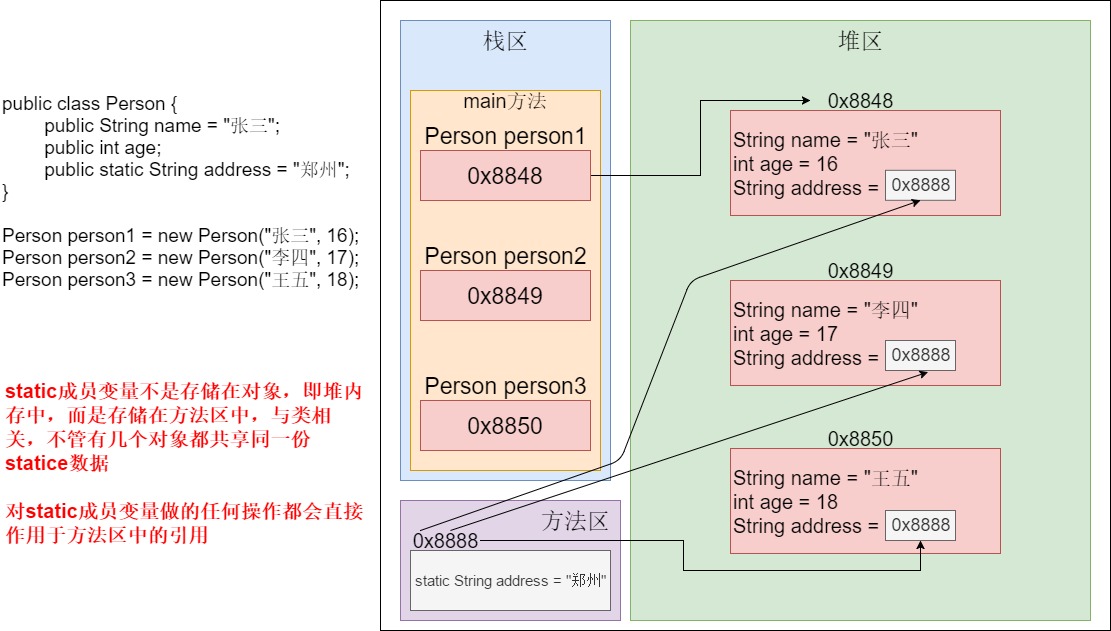 public class Person {
public String name = "张三";
public int age;
public static String address = "郑州";
}
Person person1 = new Person("张三", 16);
Person person2 = new Person("李四", 17);
Person person3 = new Person("王五", 18);
static成员变量不是存储在对象，即堆内
存中，而是存储在方法区中，与类相
关，不管有几个对象都共享同一份
statice数据
对static成员变量做的任何操作都会直接
作用于方法区中的引用
栈区
main方法
Person person1
0x8848
Person person2
0x8849
Person person3
0x8850
方法区
0x8888
static String address = "郑州"
堆区
0x8848
String name = "张三"
int age = 16
String address = 0x8888
0x8849
String name = "李四"
int age = 17
String address = 0x8888
0x8850
String name = "王五"
int age = 18
String address = 0x8888